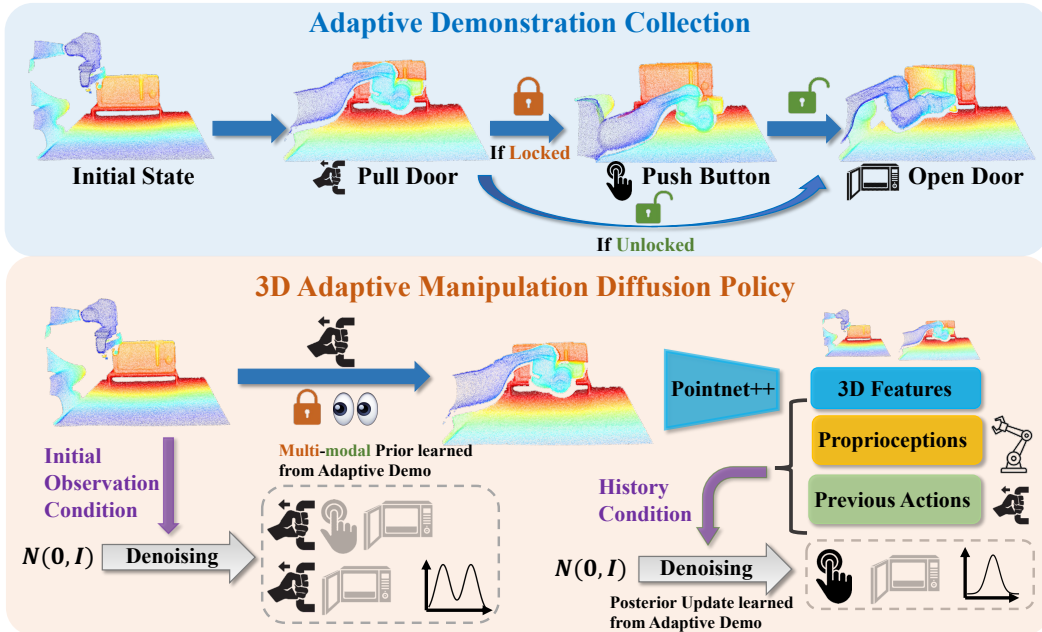 Adaptive Demonstration Collection
If Locked
Initial State
Pull Door
Push Button
Open Door
If Unlocked
3D Adaptive Manipulation Diffusion Policy
Pointnet++
3D Features
Proprioceptions
Previous Actions
Multi-modal Prior learned
from Adaptive Demo
Initial
Observation
Condition
History
Condition
N(0, I)
Denoising
N(0, I)
Denoising
Posterior Update learned
from Adaptive Demo